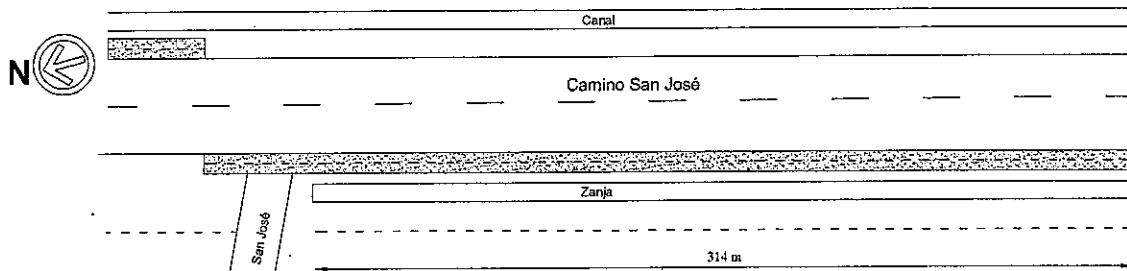 Canal
N
Camino San José
Zanja
San José
314 m